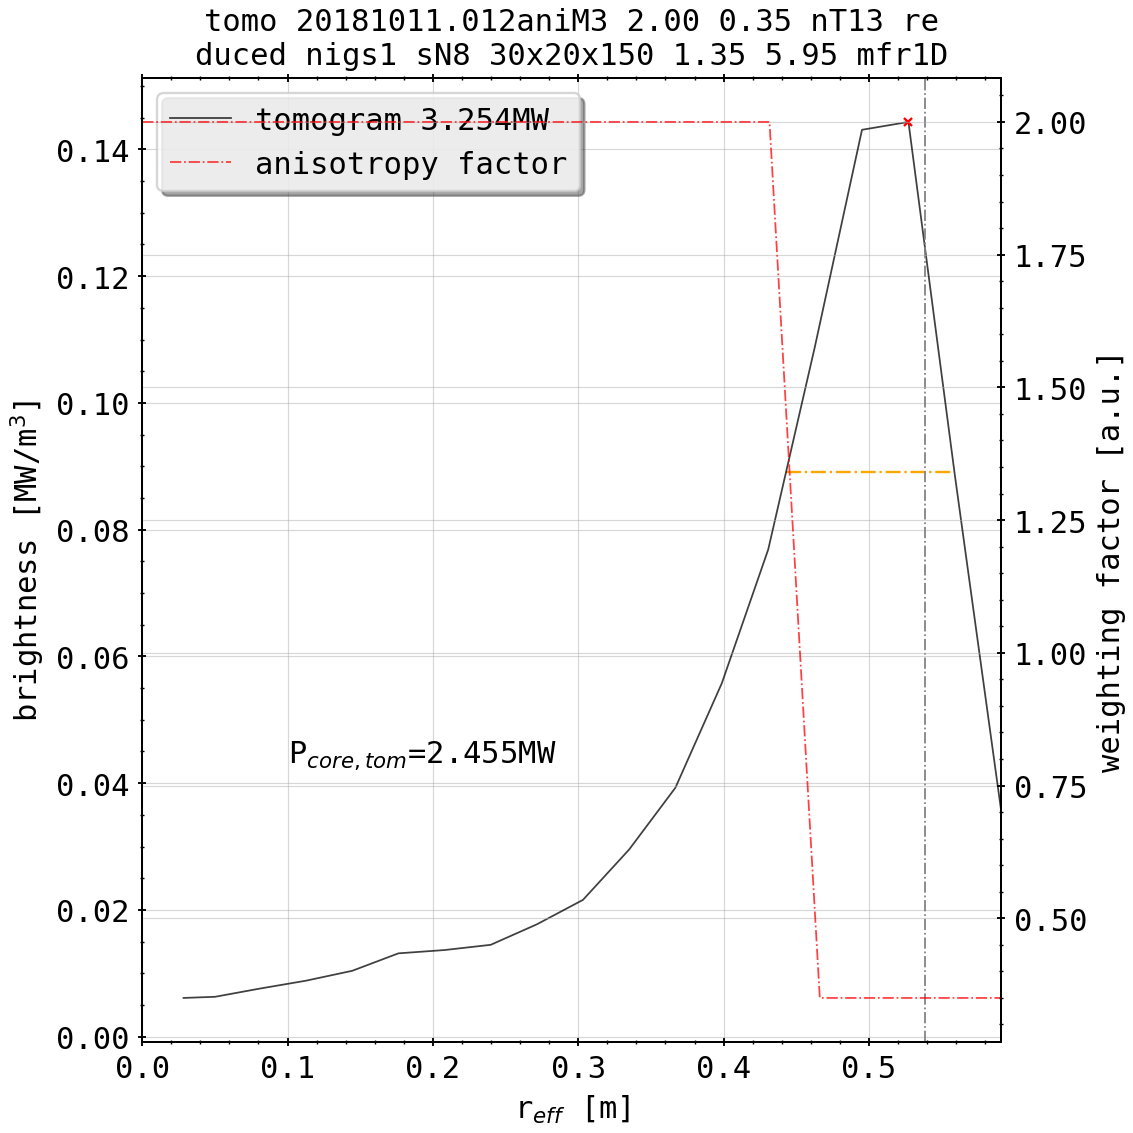 tomo 20181011.012aniM3 2.00 0.35 nT13 re
duced nigs1 sN8 30x20x150 1.35 5.95 mfr1D
tomogram 3.254MW
anisotropy factor
brightness [MW/m³]
0.14
0.12
0.10
0.08
0.06
0.04
0.02
0.00
P_core,tom=2.455MW
2.00
1.75
1.50
1.25
1.00
0.75
0.50
weighting factor [a.u.]
0.0 0.1 0.2 0.3 0.4 0.5
r_eff [m]